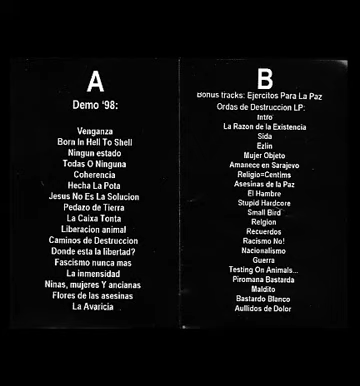 A
Demo '98:
Venganza
Born In Hell To Shell
Ningun estado
Todas O Ninguna
Coherencia
Hecha La Pota
Jesus No Es La Solucion
Pedazo de Tierra
La Caixa Tonta
Liberacion animal
Caminos de Destruccion
Donde esta la libertad?
Fascismo nunca mas
La inmensidad
Ninas, mujeres Y ancianas
Flores de las asesinas
La Avaricia
B
Bonus tracks: Ejercitos Para La Paz
Ordas de Destruccion LP:
Intro
La Razon de la Existencia
Sida
Ezlin
Mujer Objeto
Amanece en Sarajevo
Religio=Centims
Asesinas de la Paz
El Hambre
Stupid Hardcore
Small Bird
Relgion
Recuerdos
Racismo No!
Nacionalismo
Guerra
Testing On Animals...
Piromana Bastarda
Maldito
Bastardo Blanco
Aullidos de Dolor